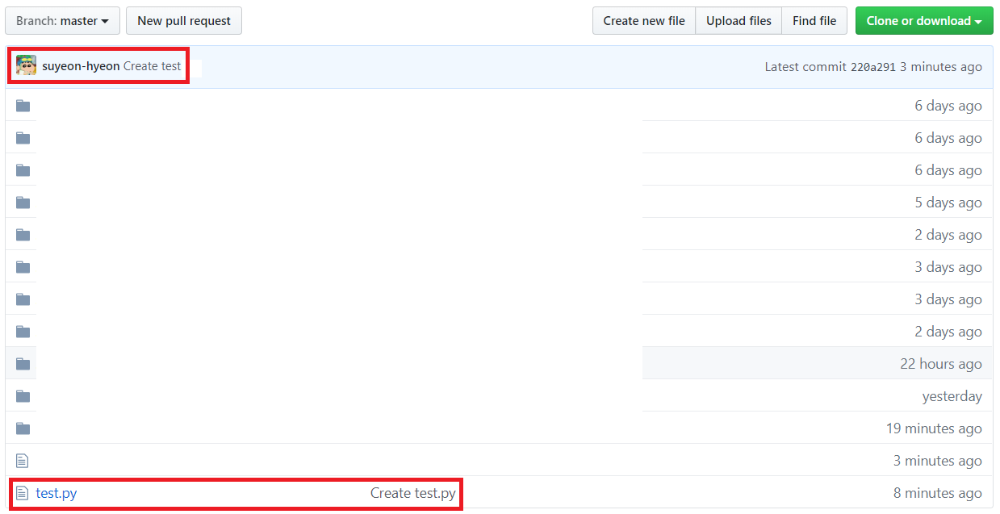 Branch: master New pull request Create new file Upload files Find file Clone or download
suyeon-hyeon Create test Latest commit 220a291 3 minutes ago
6 days ago
6 days ago
6 days ago
5 days ago
2 days ago
3 days ago
3 days ago
2 days ago
22 hours ago
yesterday
19 minutes ago
3 minutes ago
test.py Create test.py 8 minutes ago